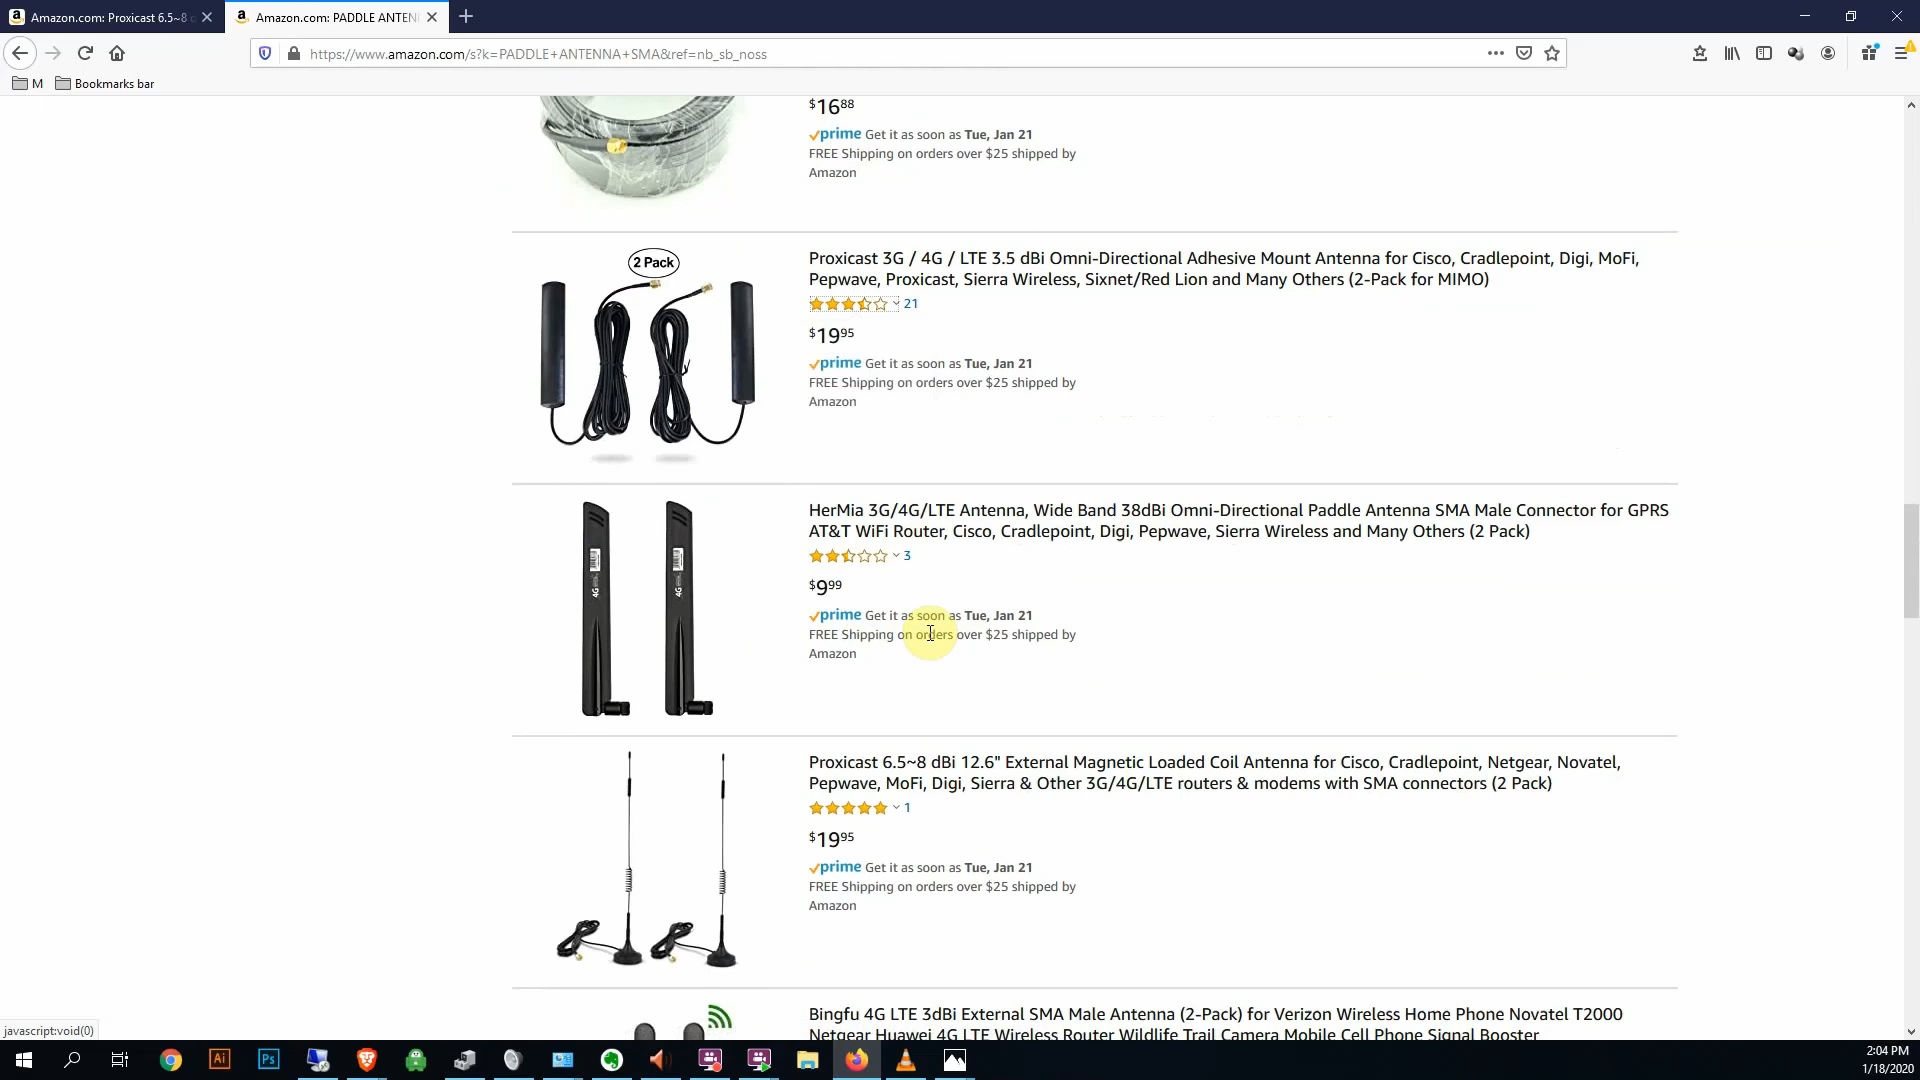 Amazon.com: Proxicast 6.5~8
Amazon.com: PADDLE ANTEN
https://www.amazon.com/s?k=PADDLE+ANTENNA+SMA&ref=nb_sb_noss
M Bookmarks bar
$16 88
prime Get it as soon as Tue, Jan 21
FREE Shipping on orders over $25 shipped by
Amazon
2 Pack
Proxicast 3G / 4G / LTE 3.5 dBi Omni-Directional Adhesive Mount Antenna for Cisco, Cradlepoint, Digi, MoFi,
Pepwave, Proxicast, Sierra Wireless, Sixnet/Red Lion and Many Others (2-Pack for MIMO)
21
$19 95
prime Get it as soon as Tue, Jan 21
FREE Shipping on orders over $25 shipped by
Amazon
4G 4G
HerMia 3G/4G/LTE Antenna, Wide Band 38dBi Omni-Directional Paddle Antenna SMA Male Connector for GPRS
AT&T WiFi Router, Cisco, Cradlepoint, Digi, Pepwave, Sierra Wireless and Many Others (2 Pack)
3
$9 99
prime Get it as soon as Tue, Jan 21
FREE Shipping on orders over $25 shipped by
Amazon
Proxicast 6.5~8 dBi 12.6" External Magnetic Loaded Coil Antenna for Cisco, Cradlepoint, Netgear, Novatel,
Pepwave, MoFi, Digi, Sierra & Other 3G/4G/LTE routers & modems with SMA connectors (2 Pack)
1
$19 95
prime Get it as soon as Tue, Jan 21
FREE Shipping on orders over $25 shipped by
Amazon
Bingfu 4G LTE 3dBi External SMA Male Antenna (2-Pack) for Verizon Wireless Home Phone Novatel T2000
Netgear Huawei 4G LTE Wireless Router Wildlife Trail Camera Mobile Cell Phone Signal Booster
javascript:void(0)
Ai
Ps
2:04 PM
1/18/2020